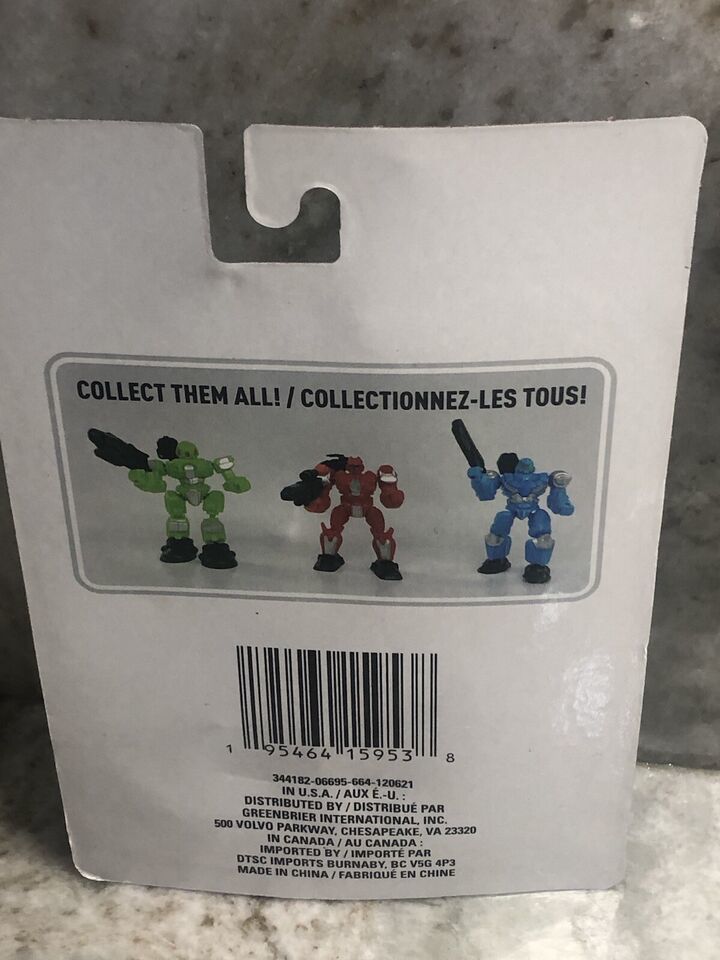 COLLECT THEM ALL! / COLLECTIONNEZ-LES TOUS!
1 95464 15953 8
344182-06695-664-120621
IN U.S.A. / AUX É.-U. :
DISTRIBUTED BY / DISTRIBUÉ PAR
GREENBRIER INTERNATIONAL, INC.
500 VOLVO PARKWAY, CHESAPEAKE, VA 23320
IN CANADA / AU CANADA :
IMPORTED BY / IMPORTÉ PAR
DTSC IMPORTS BURNABY, BC V5G 4P3
MADE IN CHINA / FABRIQUÉ EN CHINE